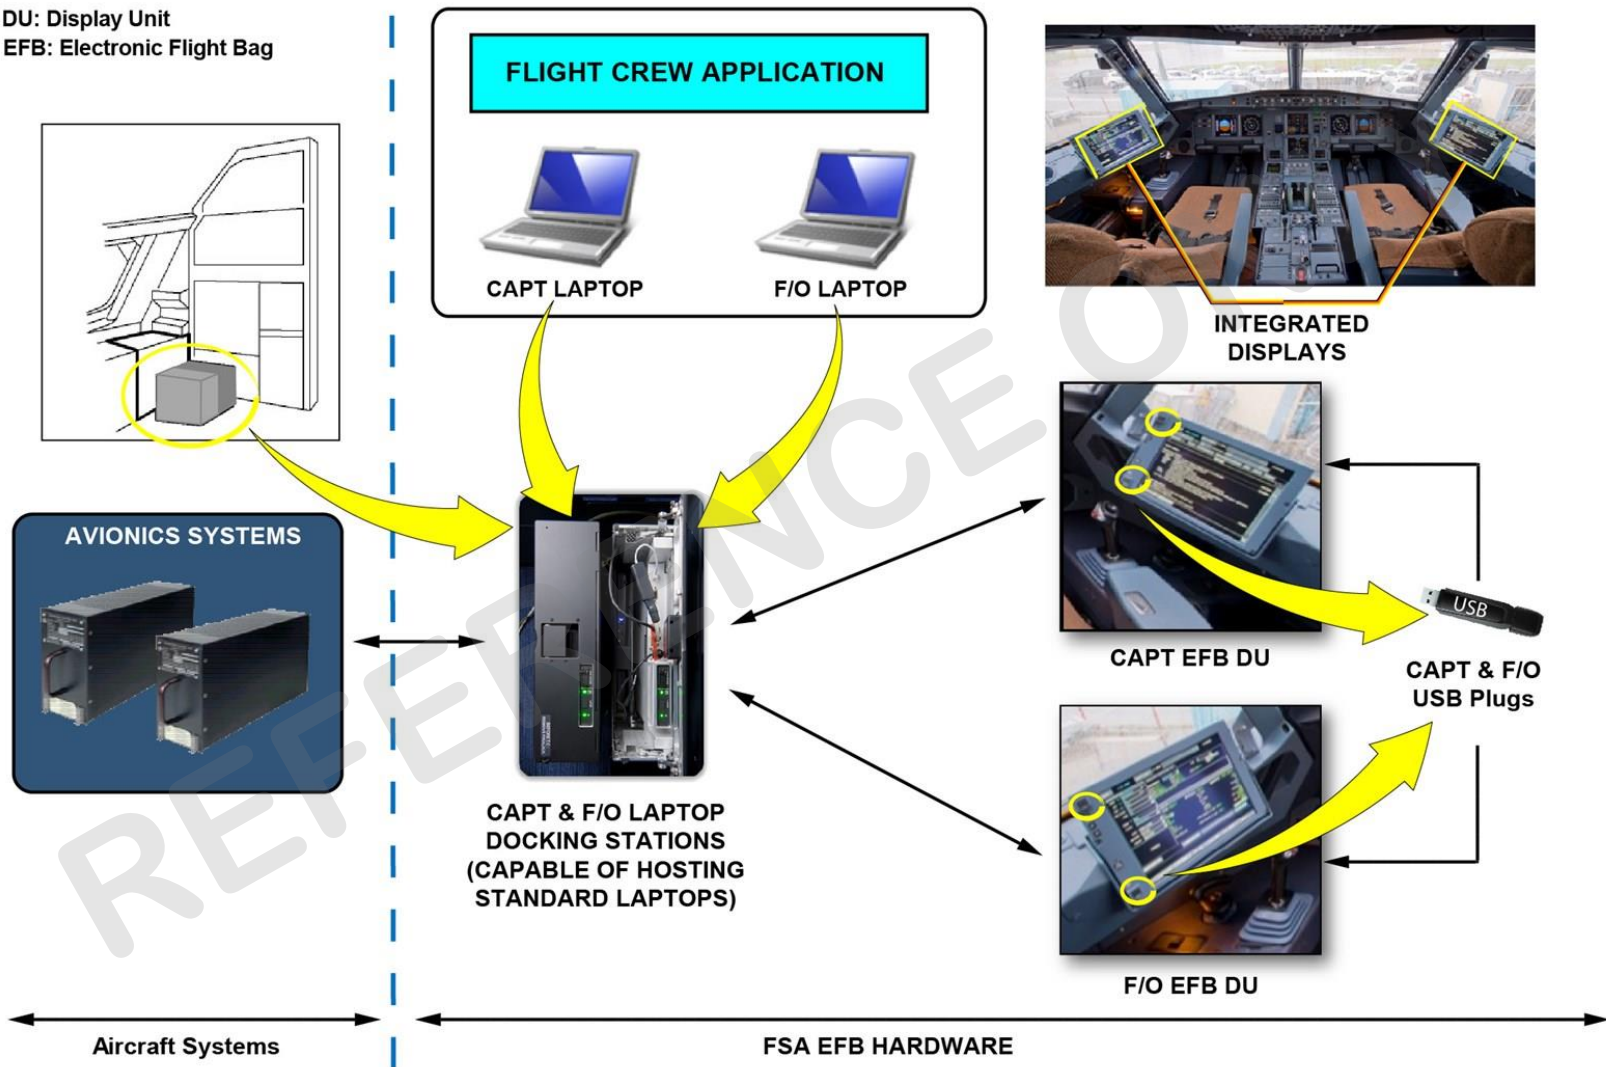 DU: Display Unit
EFB: Electronic Flight Bag
FLIGHT CREW APPLICATION
CAPT LAPTOP
F/O LAPTOP
INTEGRATED
DISPLAYS
AVIONICS SYSTEMS
CAPT EFB DU
USB
CAPT & F/O
USB Plugs
CAPT & F/O LAPTOP
DOCKING STATIONS
(CAPABLE OF HOSTING
STANDARD LAPTOPS)
F/O EFB DU
Aircraft Systems
FSA EFB HARDWARE
REFERENCE